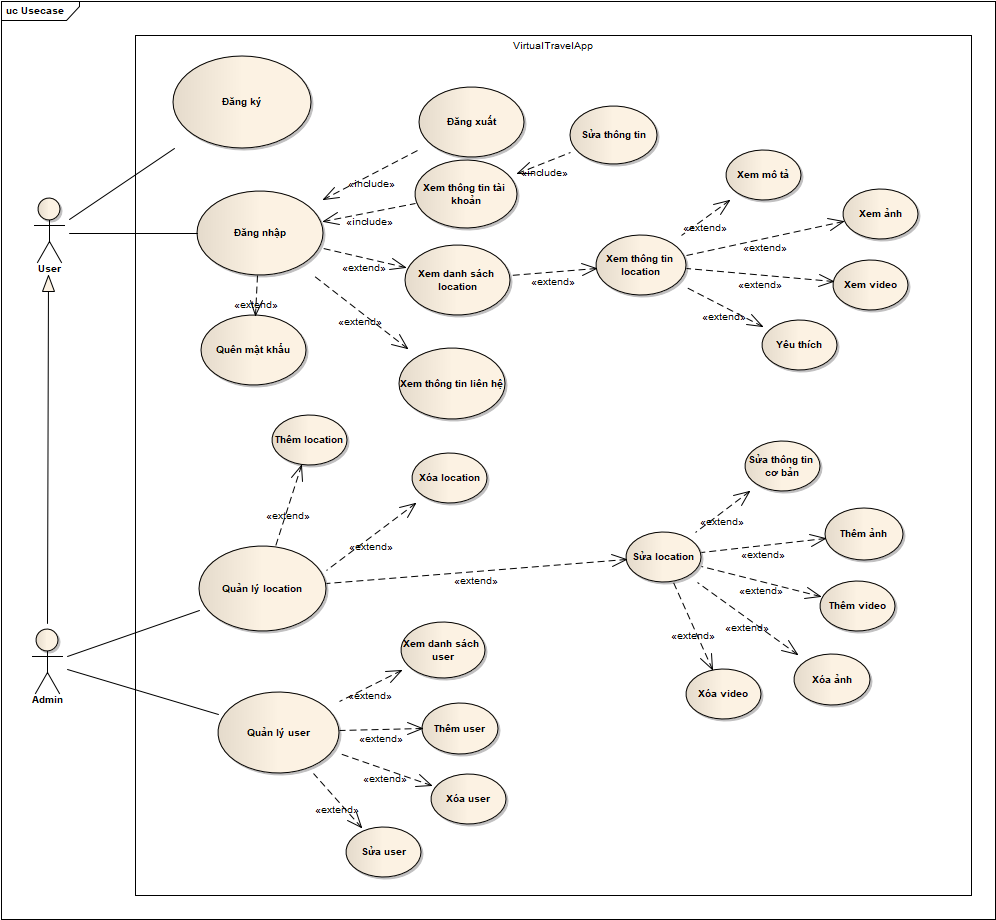 uc Usecase
VirtualTravelApp
Đăng ký
Đăng xuất
Sửa thông tin
«include»
«include»
Xem thông tin tài
khoản
«include»
Xem mô tả
Xem ảnh
User
Đăng nhập
«extend»
Xem danh sách
location
«extend»
Xem thông tin
location
«extend»
«extend»
«extend»
Xem video
«extend»
Yêu thích
«extend»
Quên mật khẩu
«extend»
Xem thông tin liên hệ
Thêm location
Xóa location
Sửa thông tin
cơ bản
«extend»
«extend»
Quản lý location
«extend»
Sửa location
«extend»
«extend»
Thêm ảnh
«extend»
Thêm video
«extend»
Xóa ảnh
«extend»
Xóa video
Admin
Xem danh sách
user
«extend»
Quản lý user
«extend»
Thêm user
«extend»
Xóa user
«extend»
Sửa user